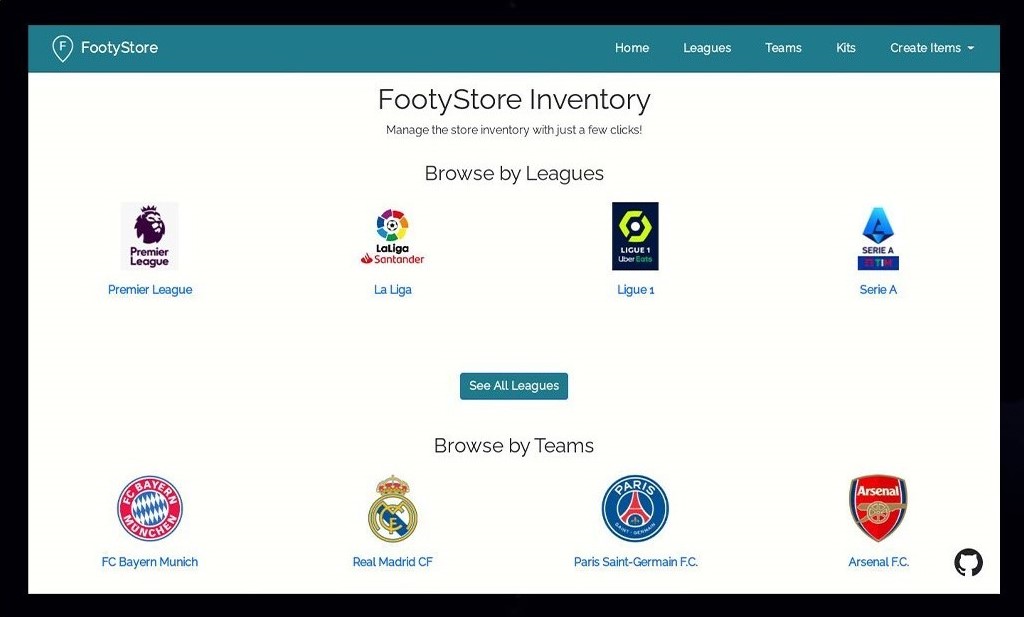 F FootyStore Home Leagues Teams Kits Create Items
FootyStore Inventory
Manage the store inventory with just a few clicks!
Browse by Leagues
Premier
League
LaLiga
Santander
LIGUE 1
Uber Eats
SERIE A
TIM
Premier League La Liga Ligue 1 Serie A
See All Leagues
Browse by Teams
FC BAYERN
MÜNCHEN
PARIS
SAINT-GERMAIN
Arsenal
FC Bayern Munich Real Madrid CF Paris Saint-Germain F.C. Arsenal F.C.